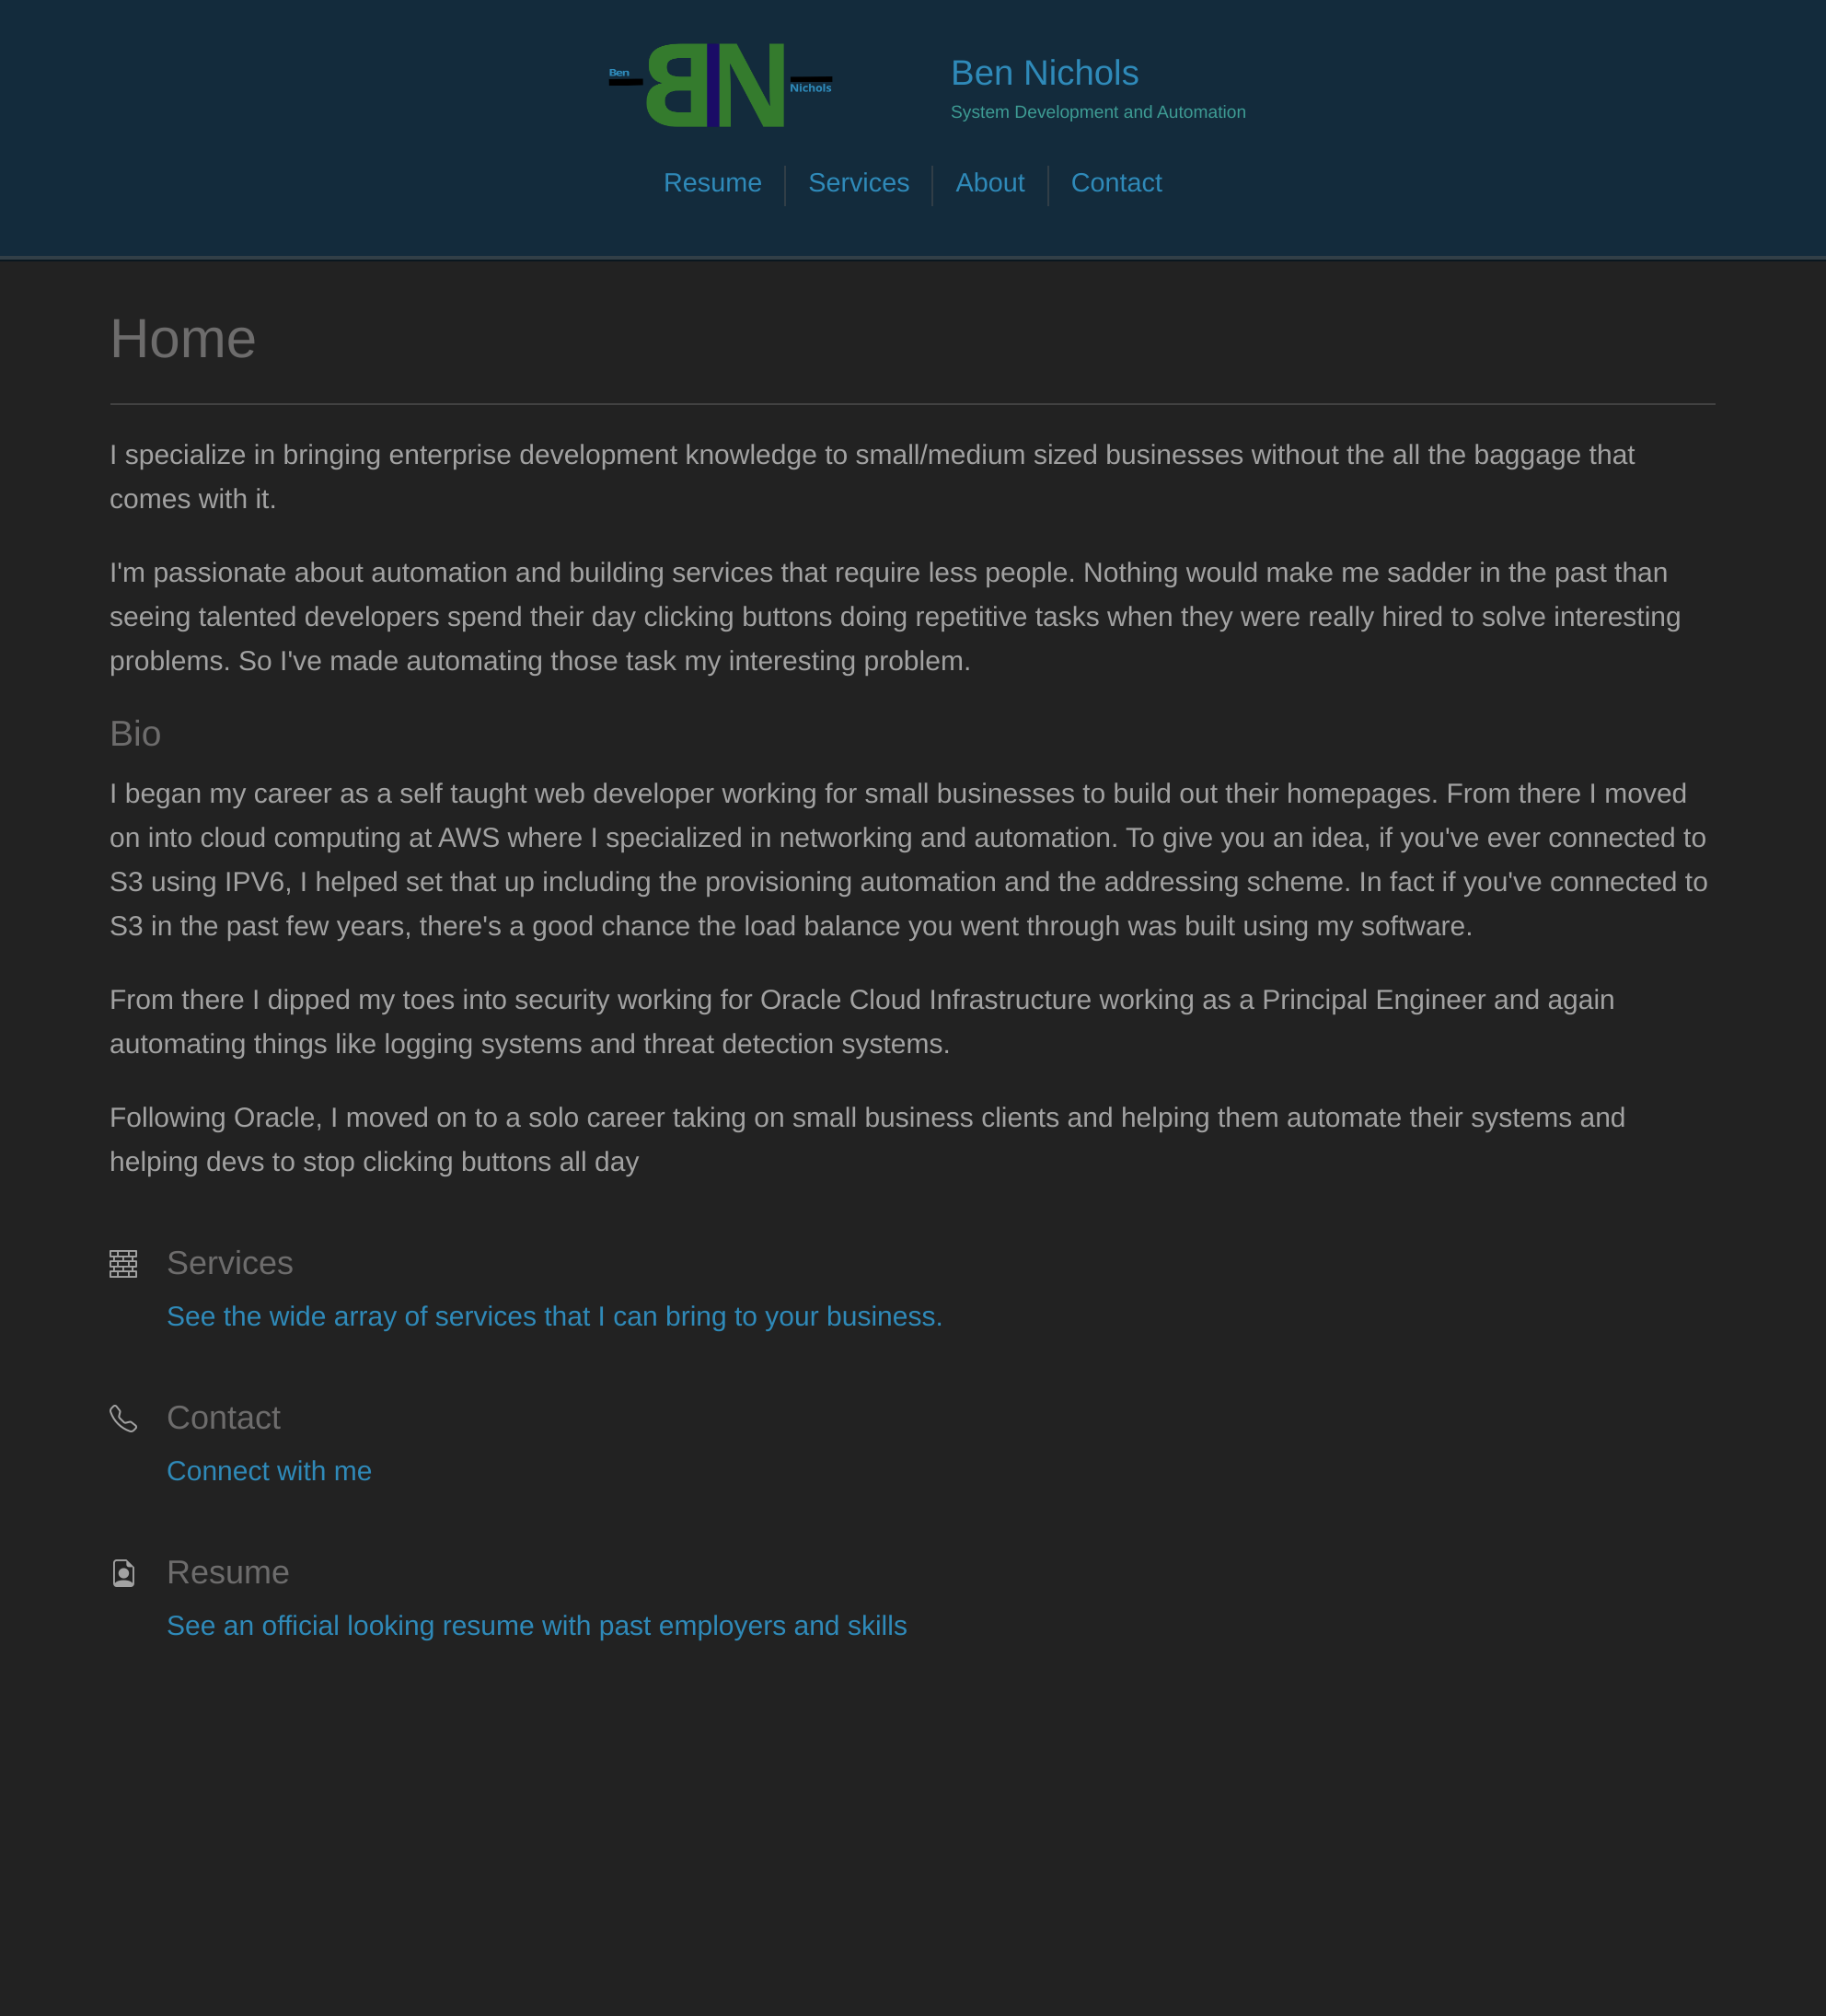 Ben
BN
Nichols
Ben Nichols
System Development and Automation
Resume
Services
About
Contact
Home
I specialize in bringing enterprise development knowledge to small/medium sized businesses without the all the baggage that
comes with it.
I'm passionate about automation and building services that require less people. Nothing would make me sadder in the past than
seeing talented developers spend their day clicking buttons doing repetitive tasks when they were really hired to solve interesting
problems. So I've made automating those task my interesting problem.
Bio
I began my career as a self taught web developer working for small businesses to build out their homepages. From there I moved
on into cloud computing at AWS where I specialized in networking and automation. To give you an idea, if you've ever connected to
S3 using IPV6, I helped set that up including the provisioning automation and the addressing scheme. In fact if you've connected to
S3 in the past few years, there's a good chance the load balance you went through was built using my software.
From there I dipped my toes into security working for Oracle Cloud Infrastructure working as a Principal Engineer and again
automating things like logging systems and threat detection systems.
Following Oracle, I moved on to a solo career taking on small business clients and helping them automate their systems and
helping devs to stop clicking buttons all day
Services
See the wide array of services that I can bring to your business.
Contact
Connect with me
Resume
See an official looking resume with past employers and skills